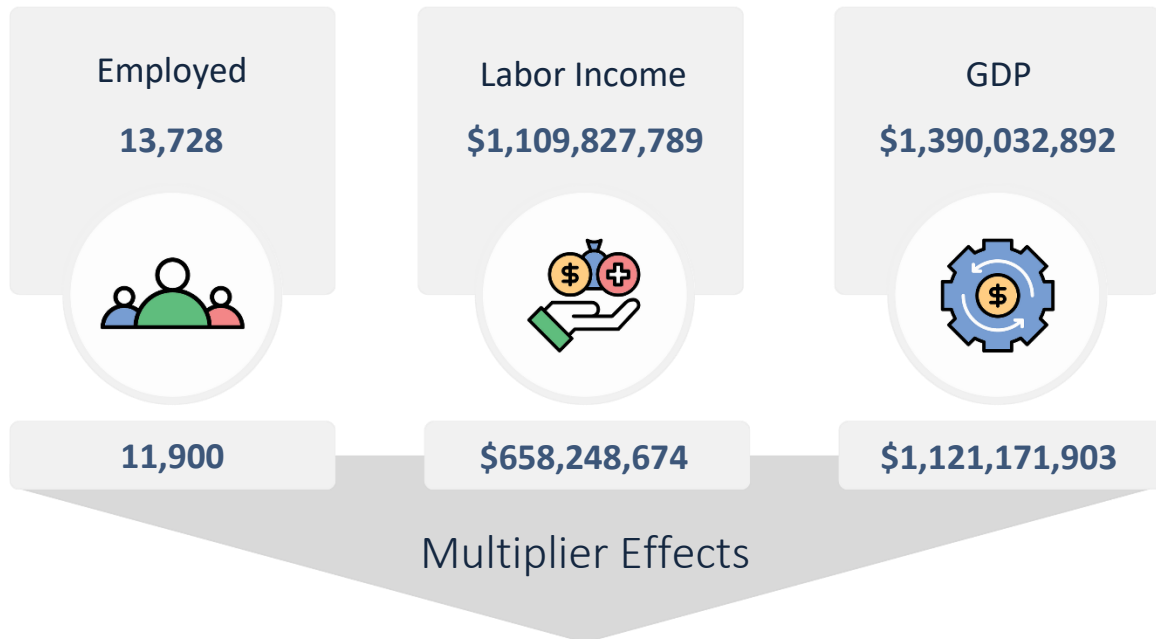 Employed
13,728
Labor Income
$1,109,827,789
GDP
$1,390,032,892
$
$
11,900
$658,248,674
$1,121,171,903
Multiplier Effects